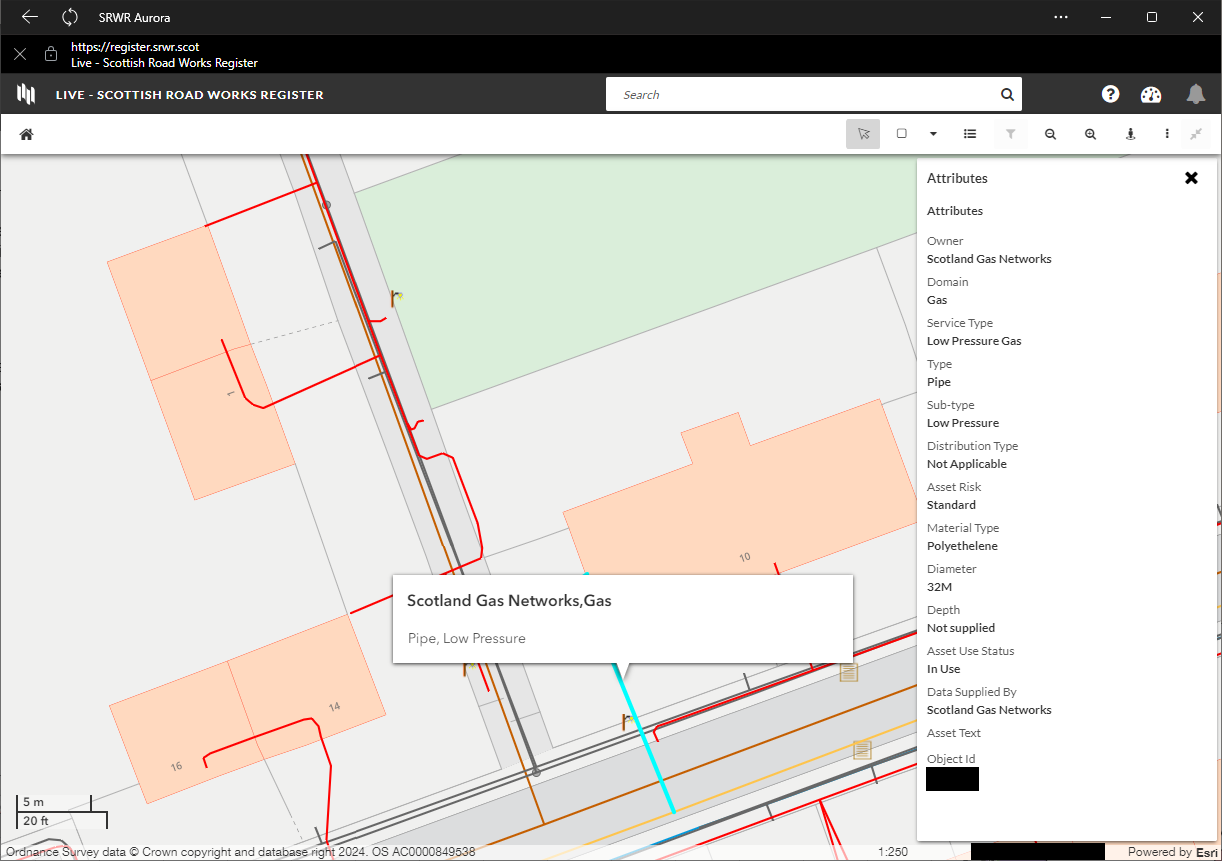 SRWR Aurora
https://register.srwr.scot
Live - Scottish Road Works Register
LIVE - SCOTTISH ROAD WORKS REGISTER
Search
Attributes
Attributes
Owner
Scotland Gas Networks
Domain
Gas
Service Type
Low Pressure Gas
Type
Pipe
Sub-type
Low Pressure
Distribution Type
Not Applicable
Asset Risk
Standard
Material Type
Polyethelene
Diameter
32M
Depth
Not supplied
Asset Use Status
In Use
Data Supplied By
Scotland Gas Networks
Asset Text
Object Id
r
1
10
Scotland Gas Networks,Gas
Pipe, Low Pressure
r
r
14
16
5 m
20 ft
Ordnance Survey data © Crown copyright and database right 2024. OS AC0000849538
1:250
Powered by Esri